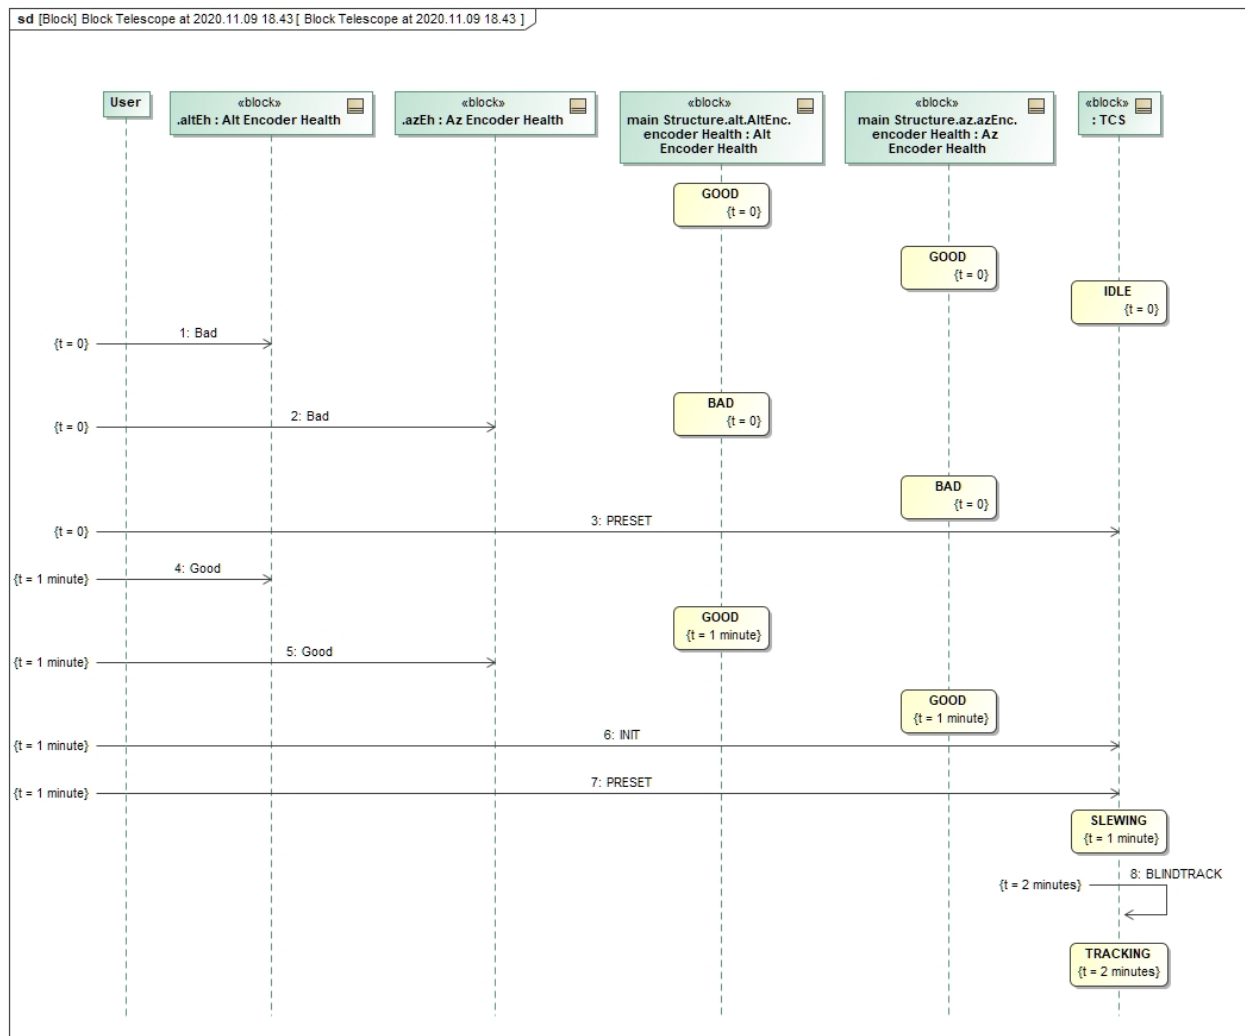 sd [Block] Block Telescope at 2020.11.09 18.43 [ Block Telescope at 2020.11.09 18.43 ]
User
«block»
.altEh : Alt Encoder Health
«block»
.azEh : Az Encoder Health
«block»
main Structure.alt.AltEnc.
encoder Health : Alt
Encoder Health
«block»
main Structure.az.azEnc.
encoder Health : Az
Encoder Health
«block»
: TCS
GOOD
{t = 0}
GOOD
{t = 0}
IDLE
{t = 0}
1: Bad
{t = 0}
BAD
{t = 0}
2: Bad
{t = 0}
BAD
{t = 0}
3: PRESET
{t = 0}
4: Good
{t = 1 minute}
GOOD
{t = 1 minute}
5: Good
{t = 1 minute}
GOOD
{t = 1 minute}
6: INIT
{t = 1 minute}
7: PRESET
{t = 1 minute}
SLEWING
{t = 1 minute}
8: BLINDTRACK
{t = 2 minutes}
TRACKING
{t = 2 minutes}